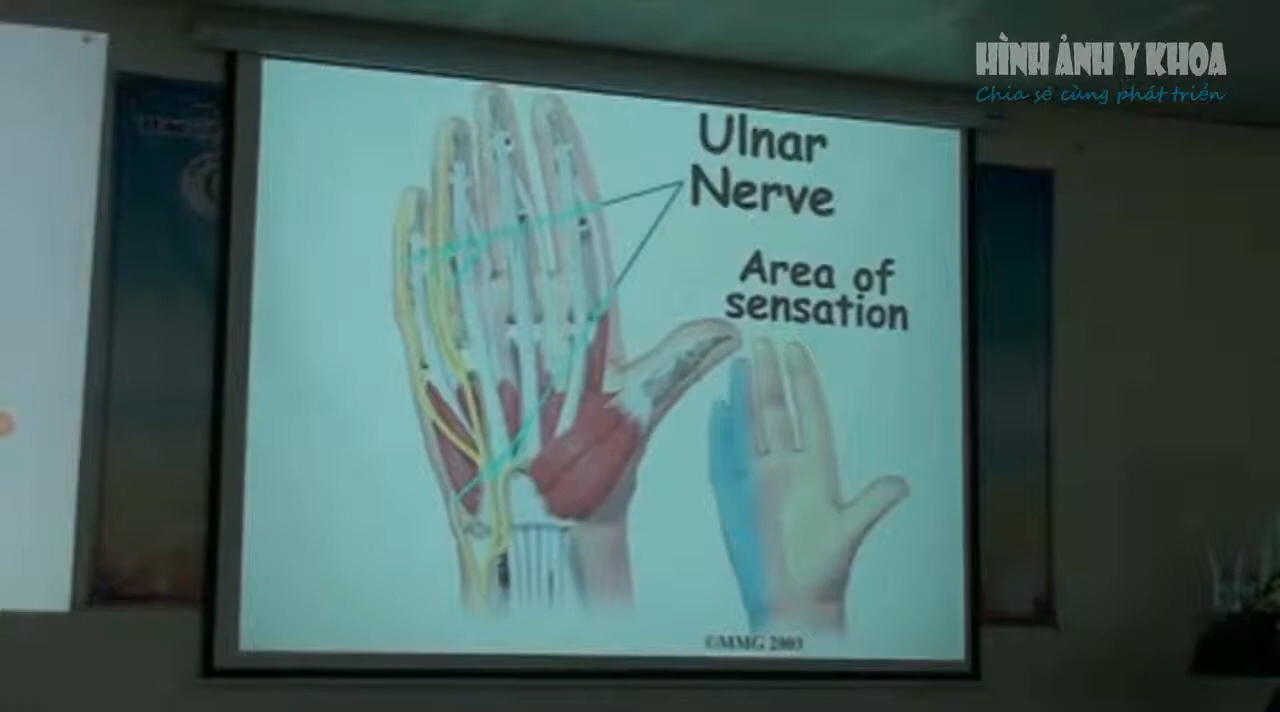 HÌNH ẢNH Y KHOA
Chia sẻ cùng phát triển
Ulnar
Nerve
Area of
sensation
©MMG 2003